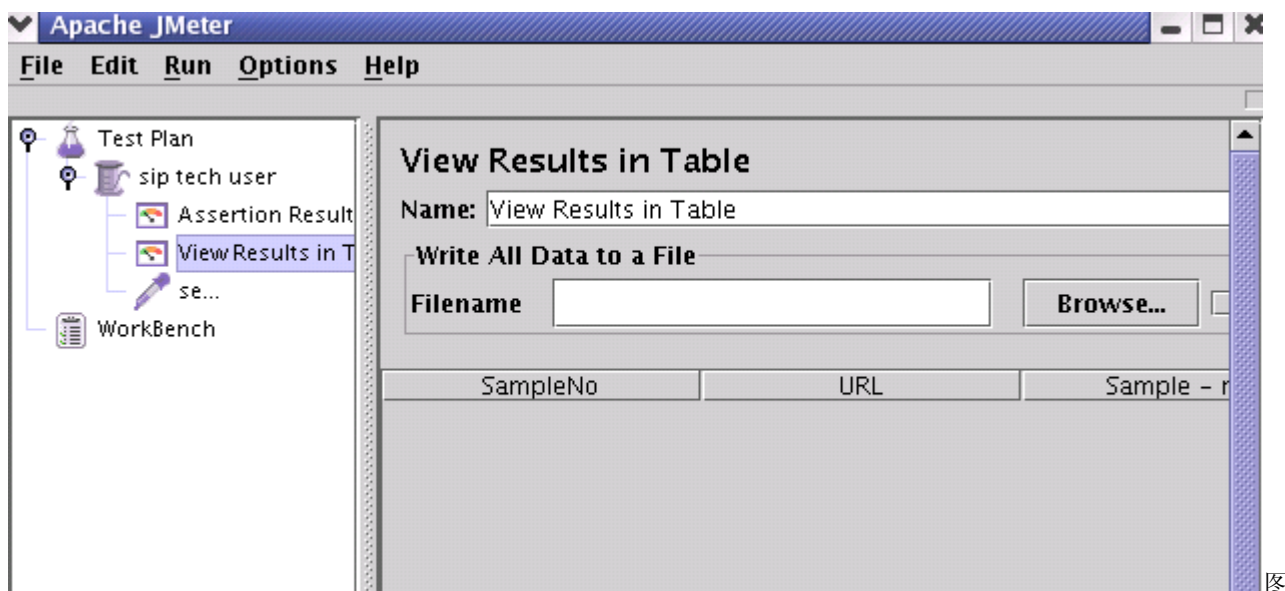 Apache JMeter
File Edit Run Options Help
Test Plan
sip tech user
Assertion Result
View Results in T
se...
WorkBench
View Results in Table
Name: View Results in Table
Write All Data to a File
Filename
Browse...
SampleNo URL Sample -
图